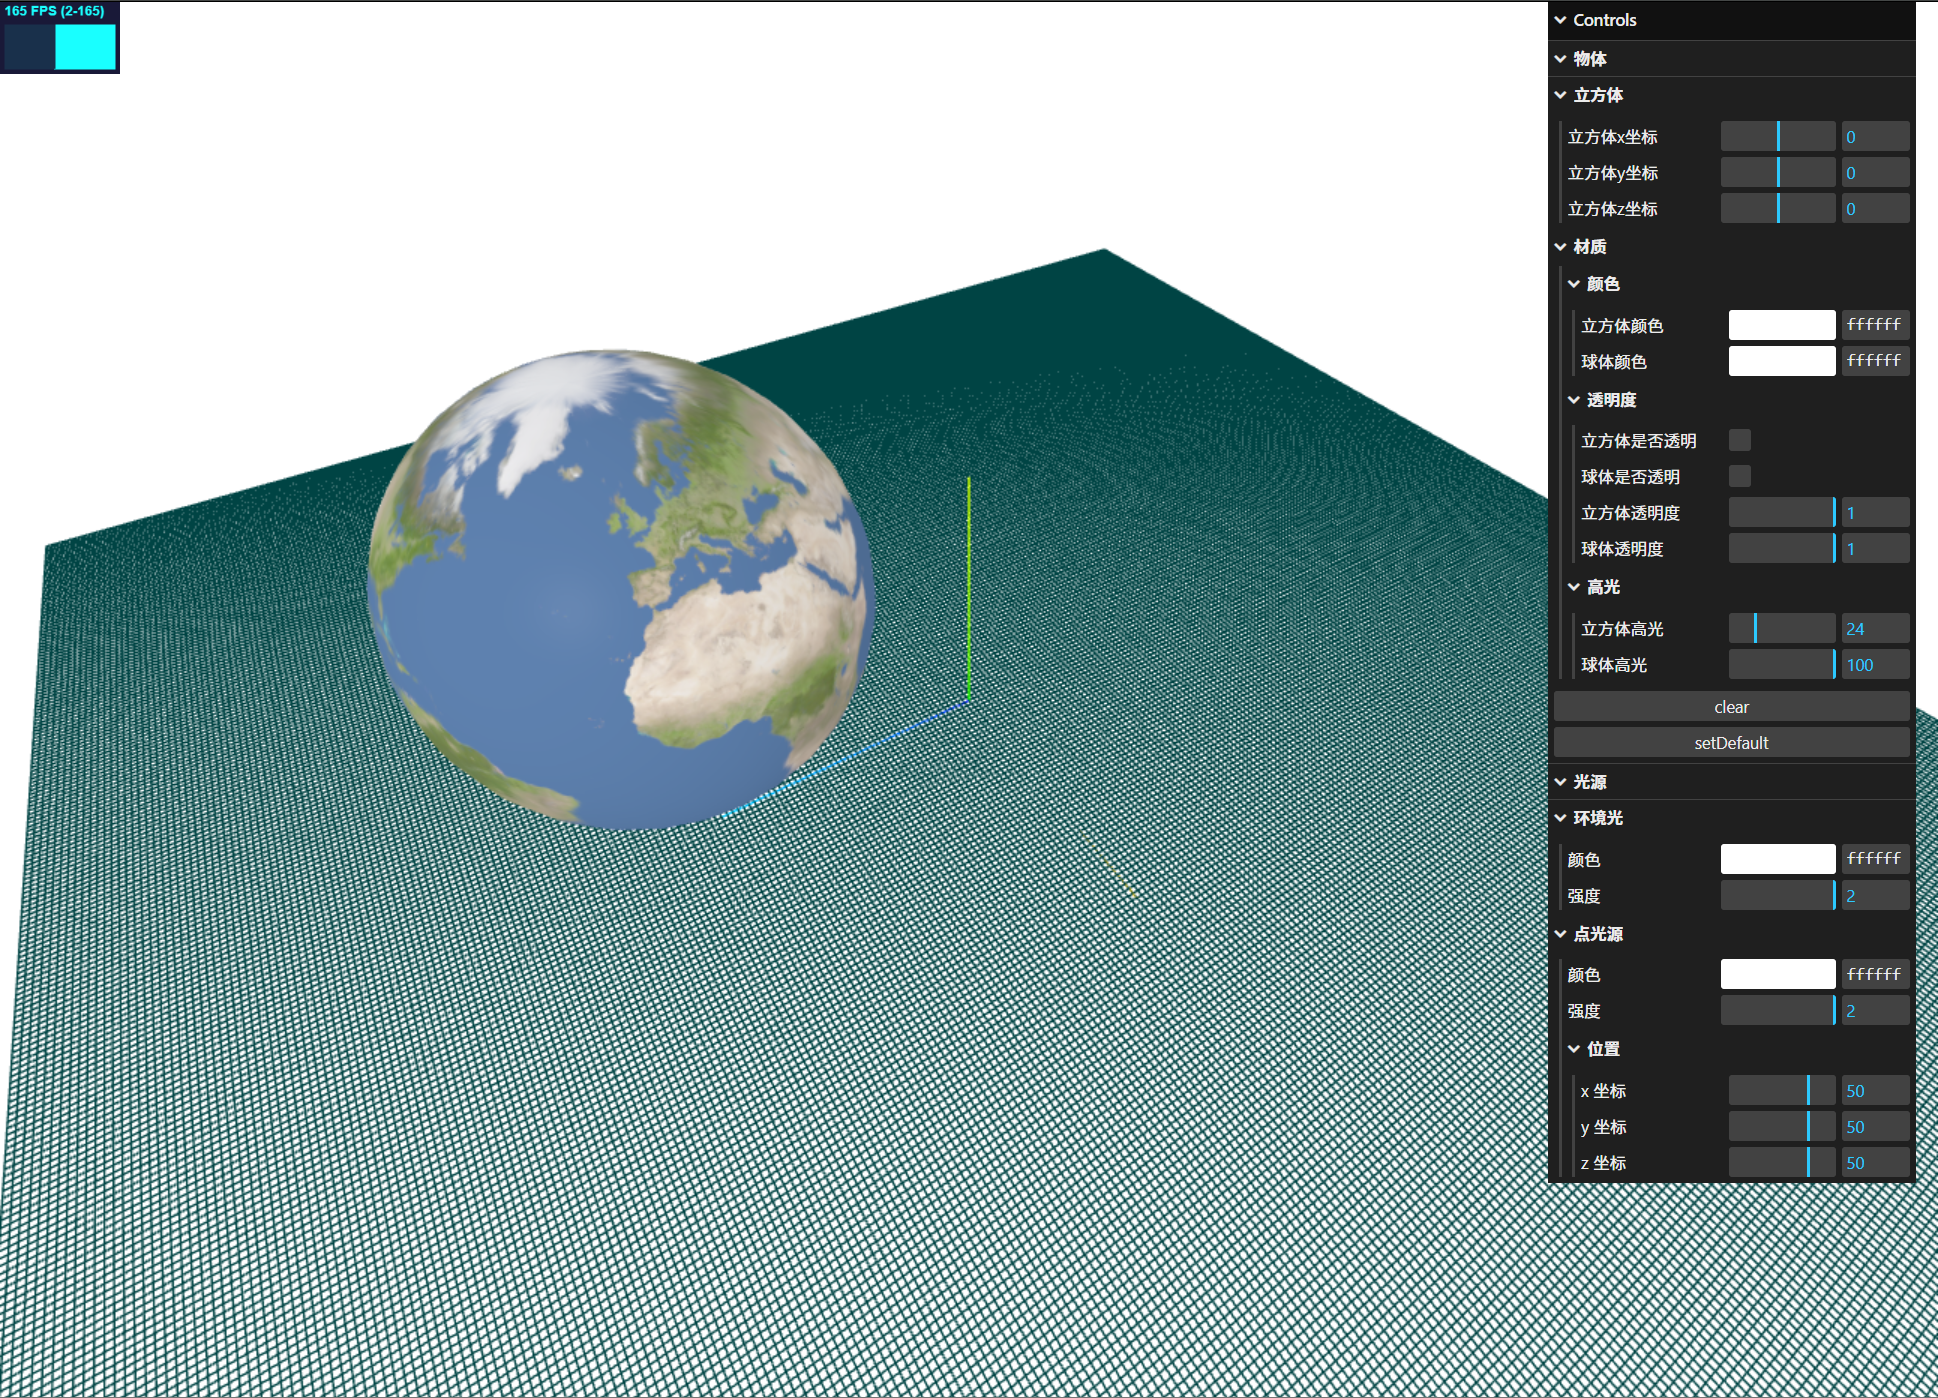 165 FPS (2-165)
Controls
物体
立方体
立方体x坐标 0
立方体y坐标 0
立方体z坐标 0
材质
颜色
立方体颜色 ffffff
球体颜色 ffffff
透明度
立方体是否透明
球体是否透明
立方体透明度 1
球体透明度 1
高光
立方体高光 24
球体高光 100
clear
setDefault
光源
环境光
颜色 ffffff
强度 2
点光源
颜色 ffffff
强度 2
位置
x 坐标 50
y 坐标 50
z 坐标 50